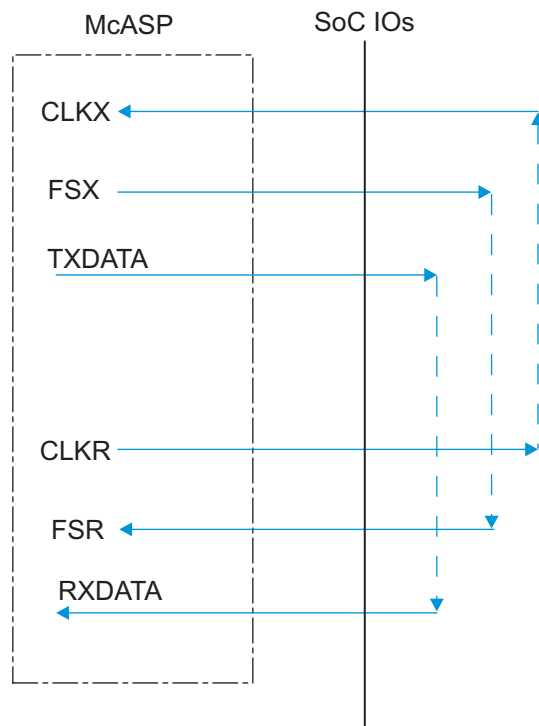 McASP
SoC IOs
CLKX
FSX
TXDATA
CLKR
FSR
RXDATA